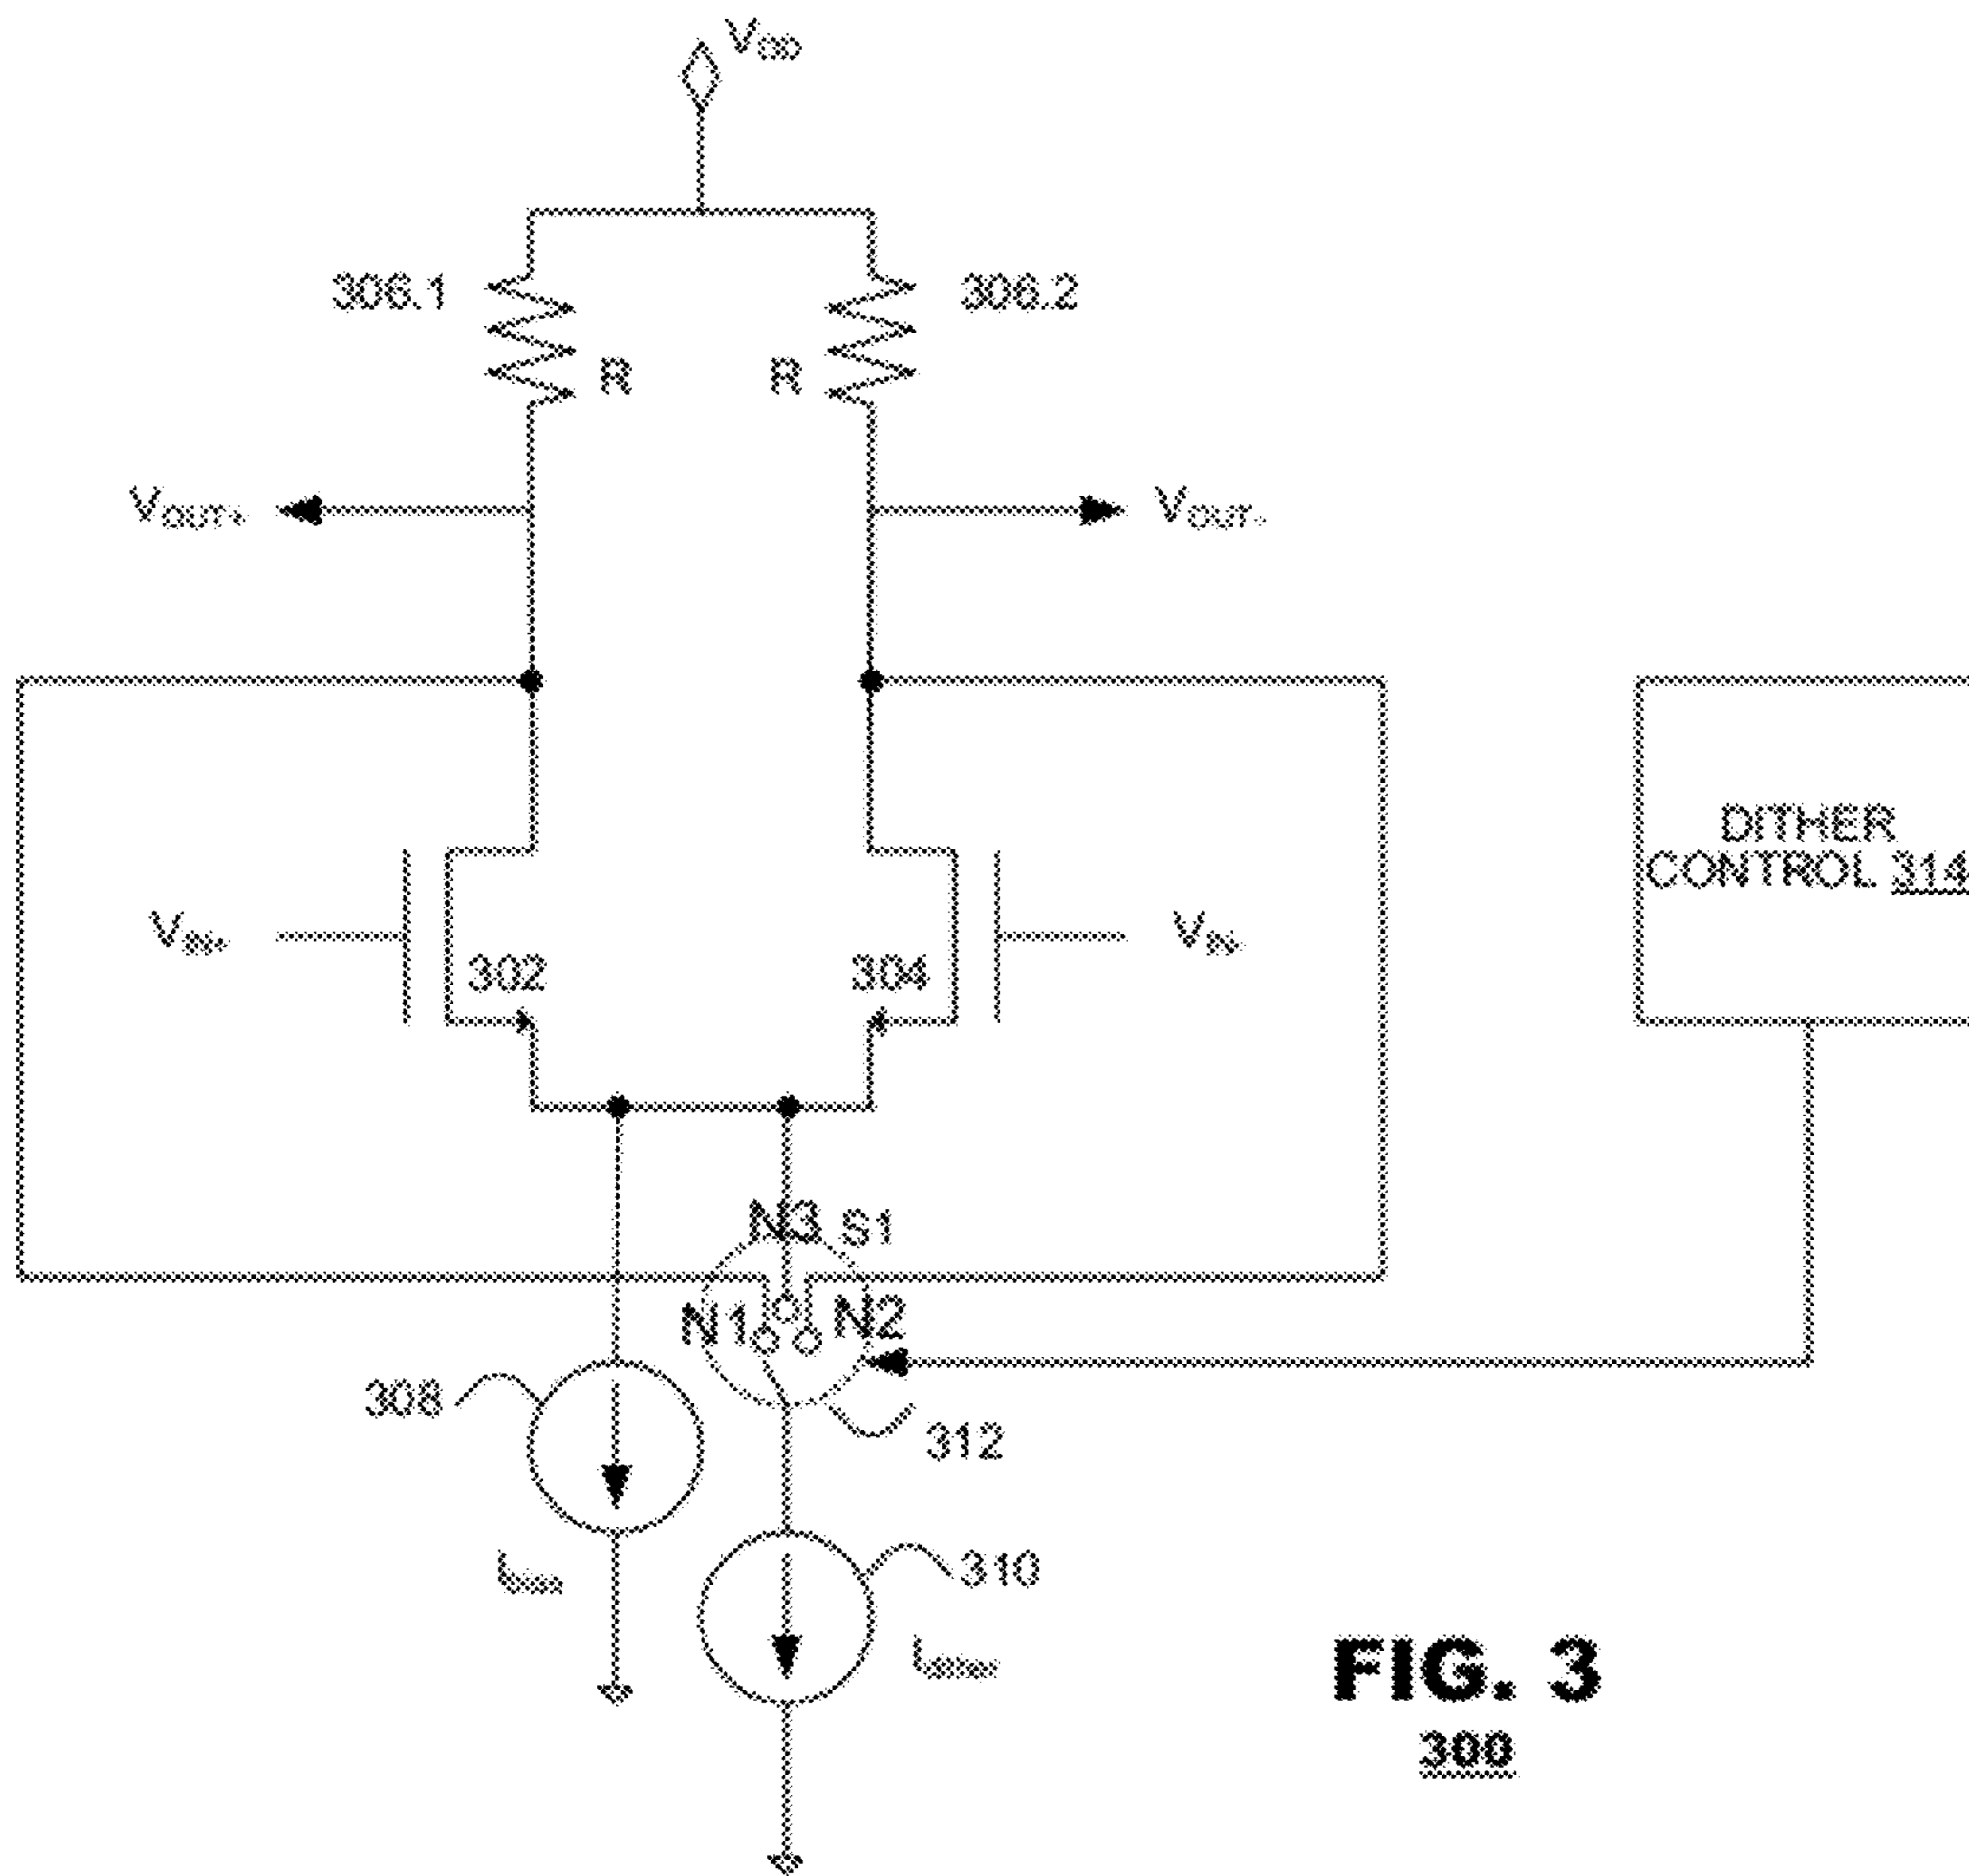 VDD
306.1
306.2
R
R
VOUT+
VOUT-
DITHER
CONTROL 314
VIN+
VIN-
302
304
N3
S1
N1
N2
308
312
Ibias
310
Idither
FIG. 3
300